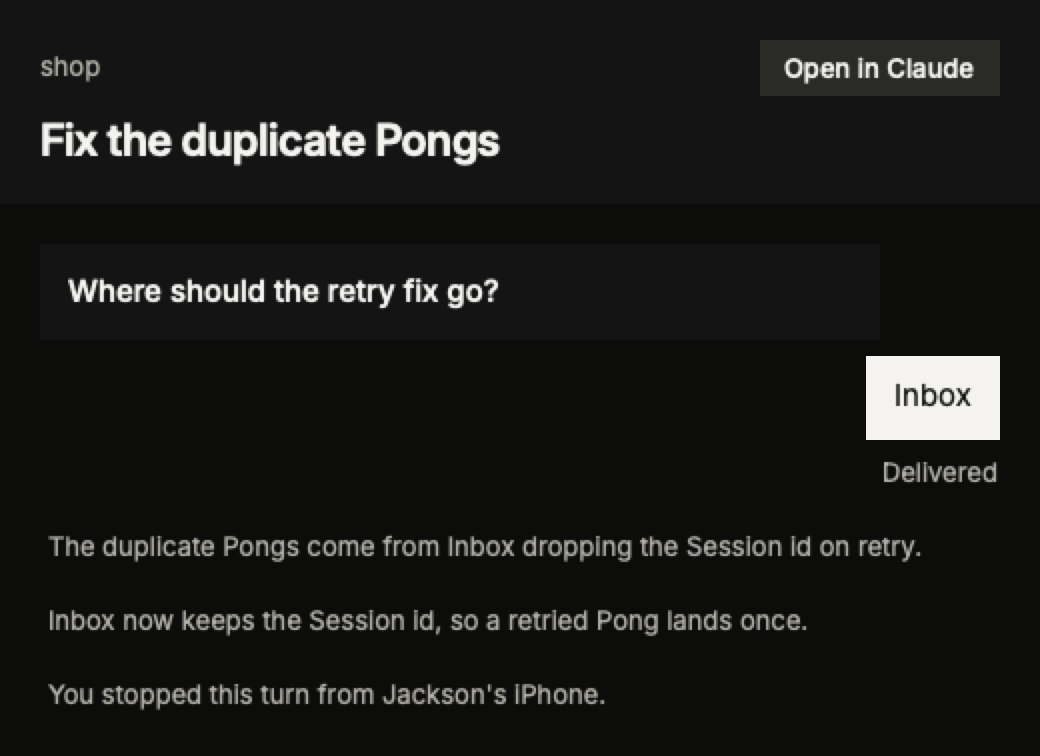 shop
Open in Claude
Fix the duplicate Pongs
Where should the retry fix go?
Inbox
Delivered
The duplicate Pongs come from Inbox dropping the Session id on retry.
Inbox now keeps the Session id, so a retried Pong lands once.
You stopped this turn from Jackson's iPhone.